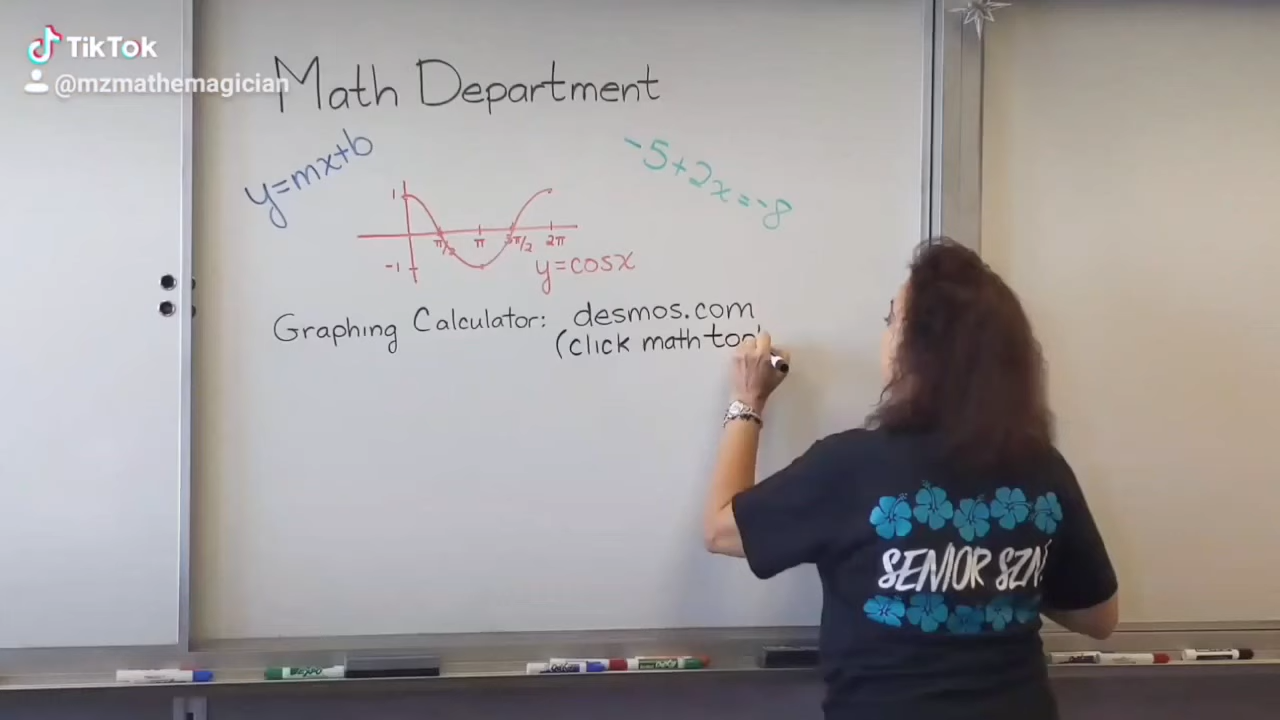 TikTok
@mzmathemagician
Math Department
y=mx+b
-5+2x=-8
1
π/2
π
3π/2
2π
-1
y=cosx
Graphing Calculator: desmos.com
(click math tool
SENIOR SZN